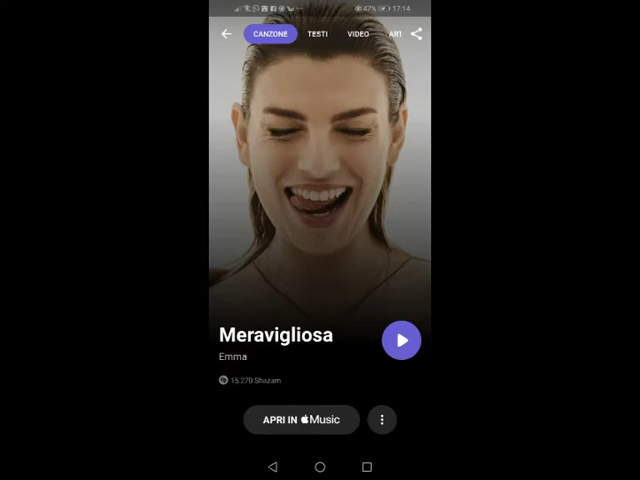 47% 17:14
CANZONE TESTI VIDEO ART
Meravigliosa
Emma
15.270 Shazam
APRI IN Music